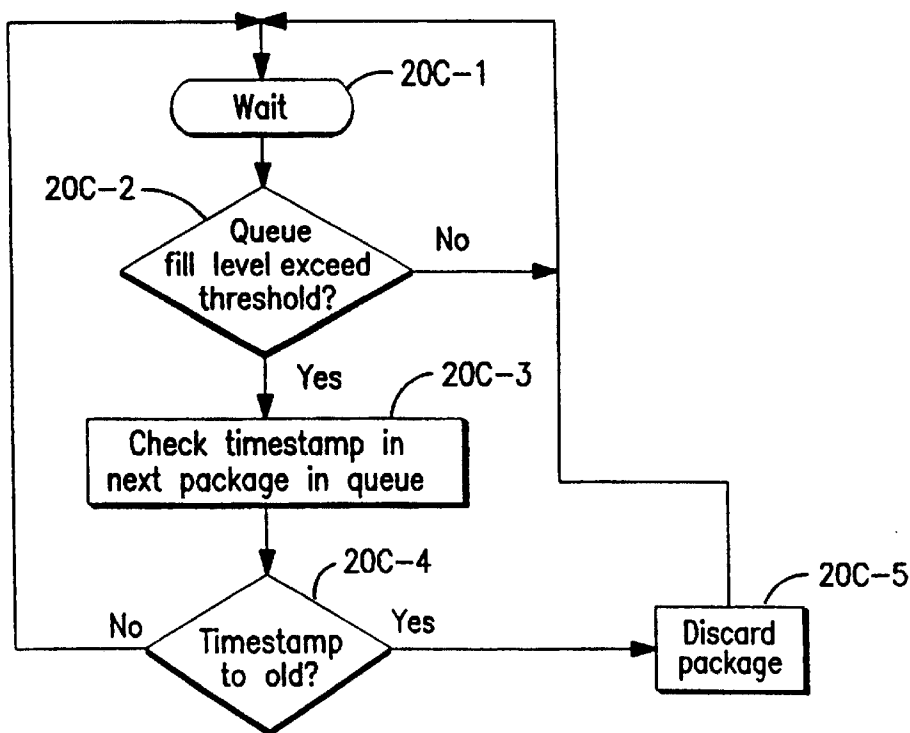 20C-1
Wait
20C-2
Queue
fill level exceed
threshold?
No
Yes
20C-3
Check timestamp in
next package in queue
20C-4
No
Yes
Timestamp
to old?
20C-5
Discard
package